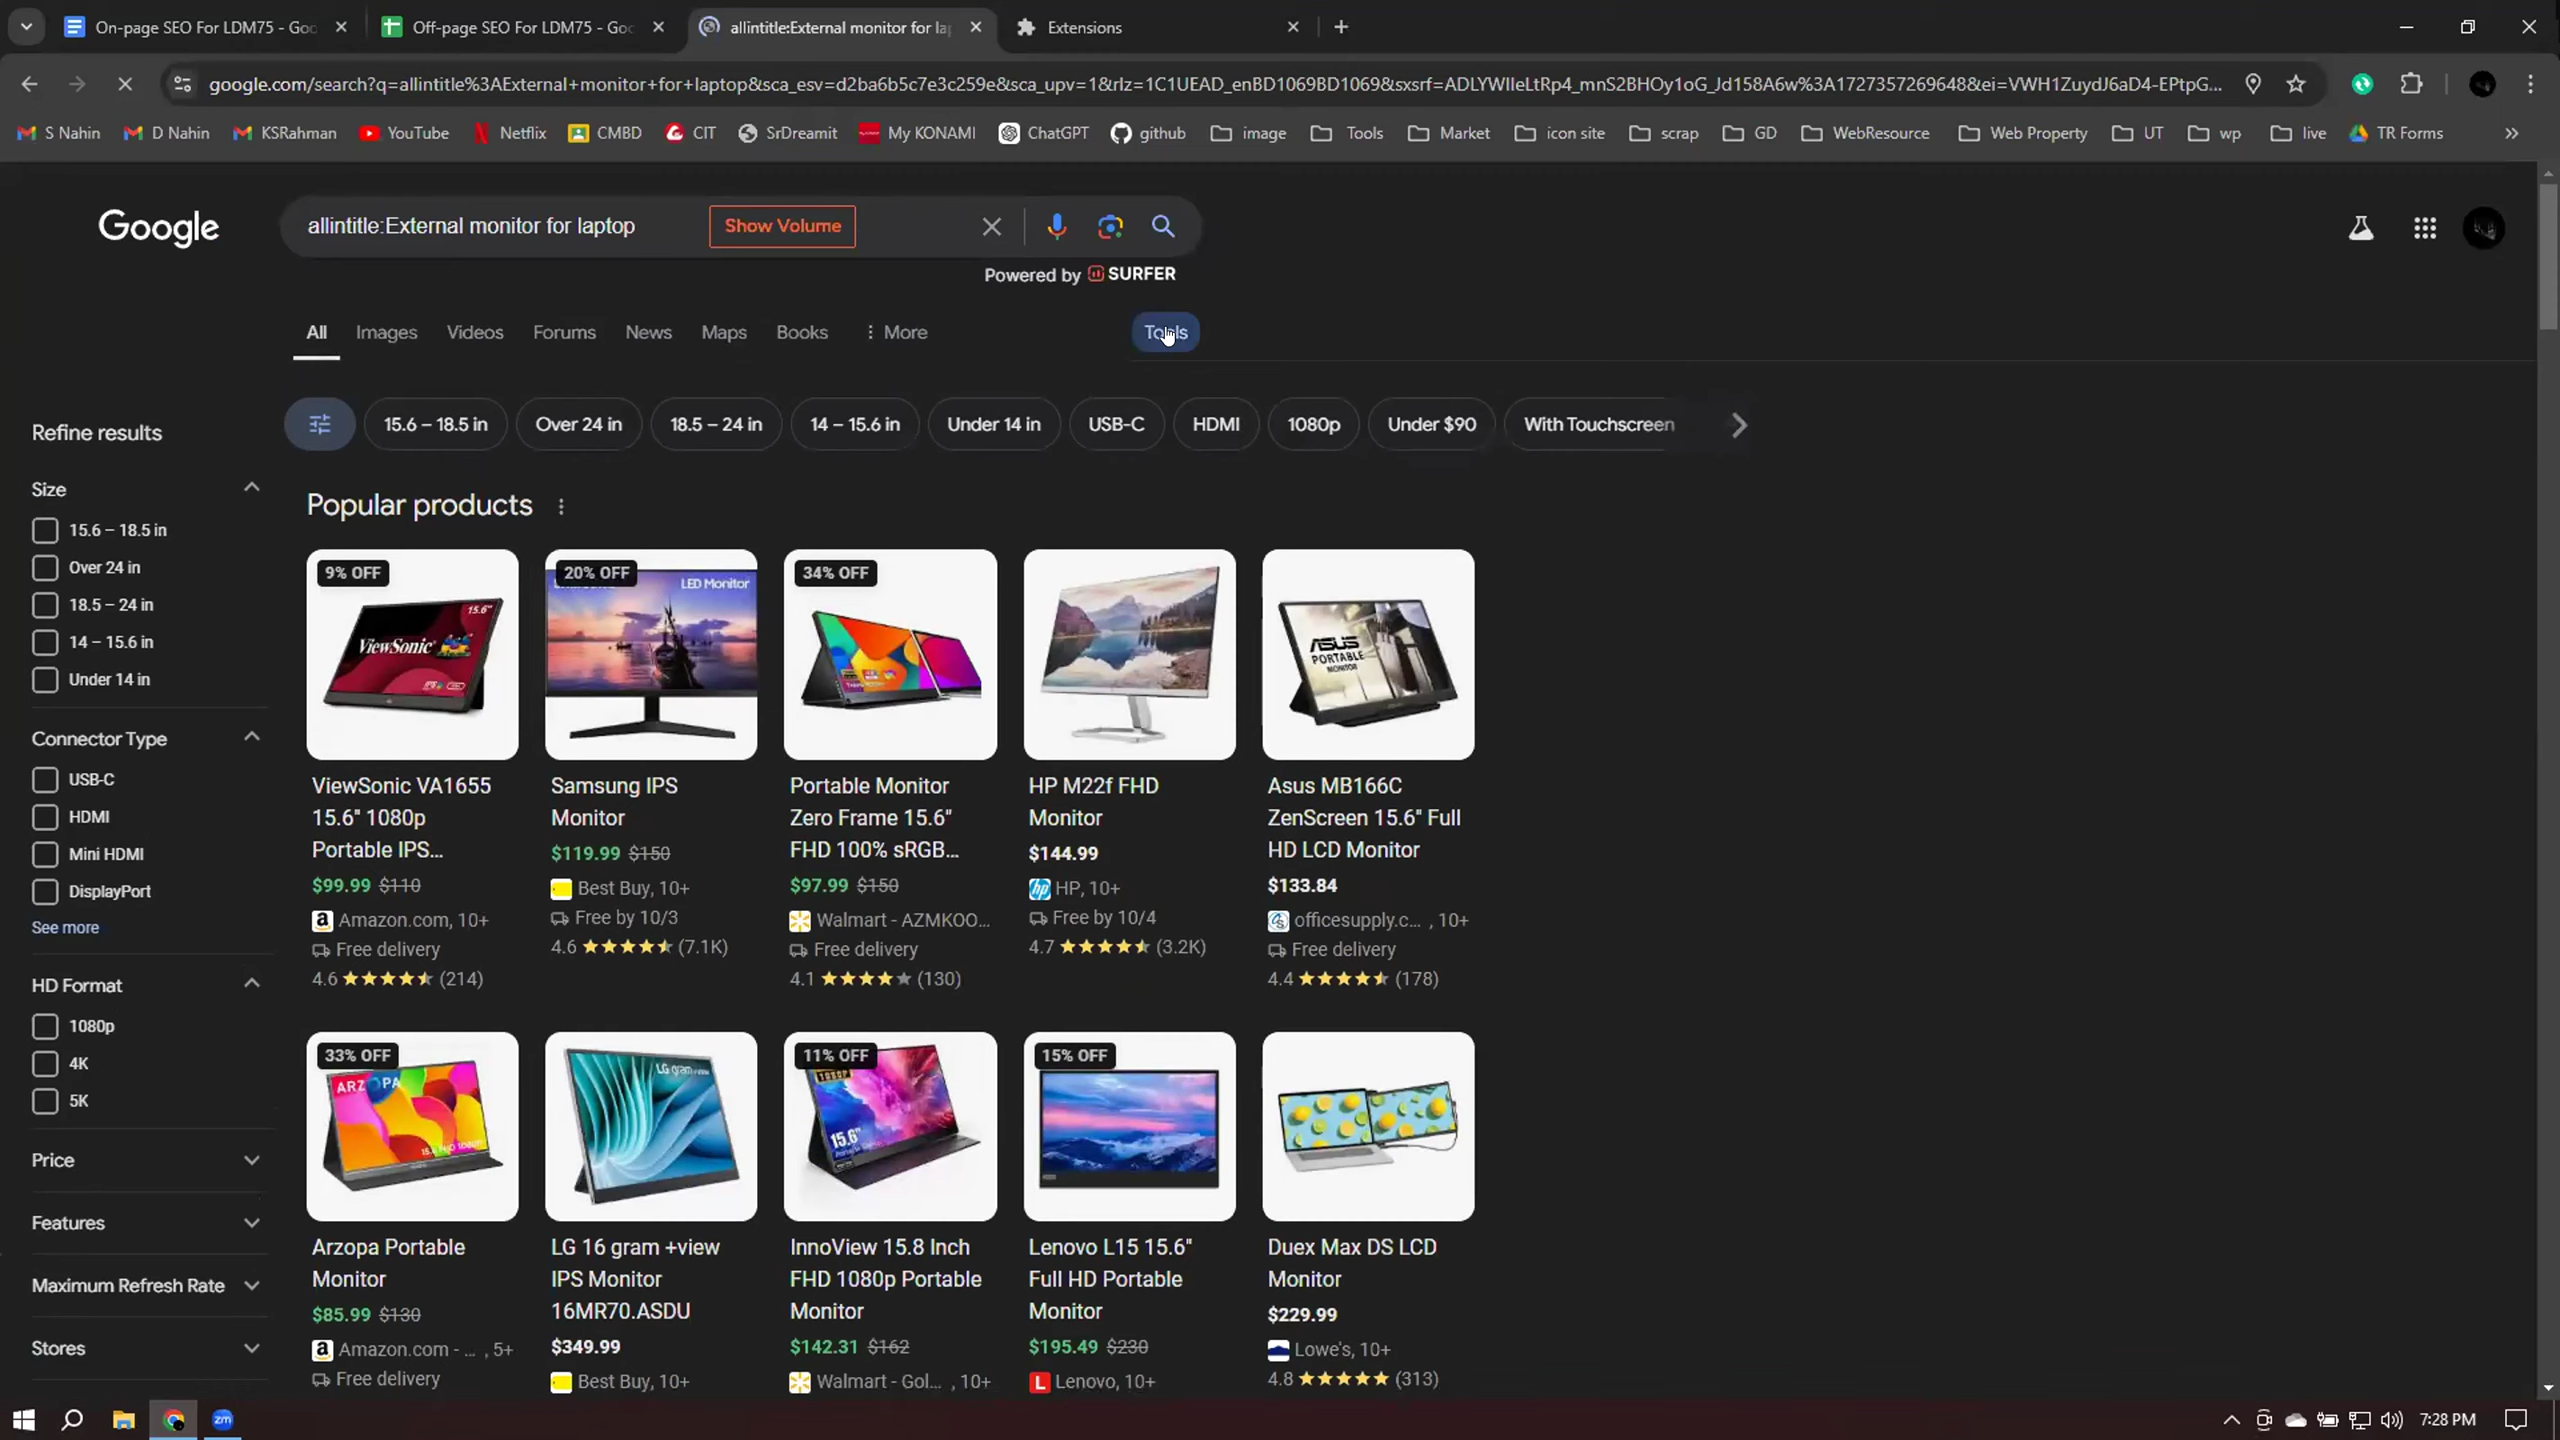 On-page SEO For LDM75 - Goo
Off-page SEO For LDM75 - Goo
allintitle:External monitor for la
Extensions
google.com/search?q=allintitle%3AExternal+monitor+for+laptop&sca_esv=d2ba6b5c7e3c259e&sca_upv=1&rlz=1C1UEAD_enBD1069BD1069&sxsrf=ADLYWIIeLtRp4_mnS2BHOy1oG_Jd158A6w%3A1727357269648&ei=VWH1ZuydJ6aD4-EPtpG...
S Nahin
D Nahin
KSRahman
YouTube
Netflix
CMBD
CIT
SrDreamit
My KONAMI
ChatGPT
github
image
Tools
Market
icon site
scrap
GD
WebResource
Web Property
UT
wp
live
TR Forms
Google
allintitle:External monitor for laptop
Show Volume
Powered by SURFER
All
Images
Videos
Forums
News
Maps
Books
More
Tools
15.6 – 18.5 in
Over 24 in
18.5 – 24 in
14 – 15.6 in
Under 14 in
USB-C
HDMI
1080p
Under $90
With Touchscreen
Refine results
Size
15.6 – 18.5 in
Over 24 in
18.5 – 24 in
14 – 15.6 in
Under 14 in
Connector Type
USB-C
HDMI
Mini HDMI
DisplayPort
See more
HD Format
1080p
4K
5K
Price
Features
Maximum Refresh Rate
Stores
Popular products
9% OFF
15.6"
ViewSonic
ViewSonic VA1655
15.6" 1080p
Portable IPS...
$99.99 $110
Amazon.com, 10+
Free delivery
4.6 (214)
20% OFF
LED Monitor
Samsung IPS
Monitor
$119.99 $150
Best Buy, 10+
Free by 10/3
4.6 (7.1K)
34% OFF
Portable Monitor
Zero Frame 15.6"
FHD 100% sRGB...
$97.99 $150
Walmart - AZMKOO...
Free delivery
4.1 (130)
HP M22f FHD
Monitor
$144.99
HP, 10+
Free by 10/4
4.7 (3.2K)
ASUS
PORTABLE
MONITOR
Asus MB166C
ZenScreen 15.6" Full
HD LCD Monitor
$133.84
officesupply.c... , 10+
Free delivery
4.4 (178)
33% OFF
ARZOPA
Arzopa Portable
Monitor
$85.99 $130
Amazon.com - ... , 5+
Free delivery
LG gram +view
LG 16 gram +view
IPS Monitor
16MR70.ASDU
$349.99
Best Buy, 10+
11% OFF
1080P
15.6"
InnoView 15.8 Inch
FHD 1080p Portable
Monitor
$142.31 $162
Walmart - Gol... , 10+
15% OFF
Lenovo L15 15.6"
Full HD Portable
Monitor
$195.49 $230
Lenovo, 10+
Duex Max DS LCD
Monitor
$229.99
Lowe's, 10+
4.8 (313)
zm
7:28 PM